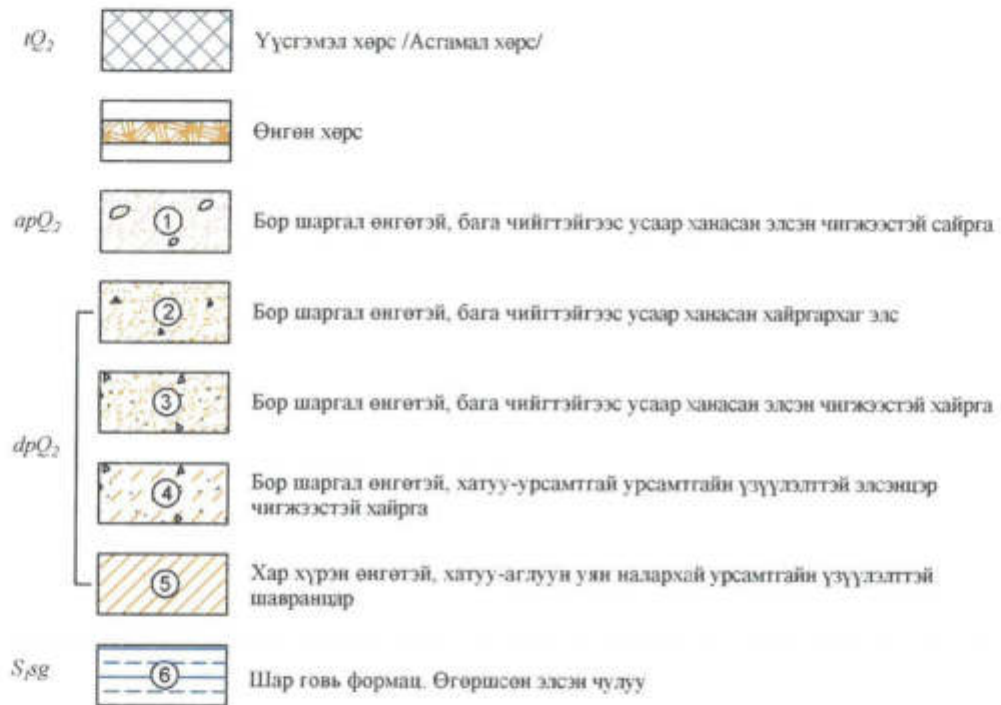 tQ2 Үүсгэмэл хөрс /Асгамал хөрс/
Өнгөн хөрс
apQ2 1 Бор шаргал өнгөтэй, бага чийгтэйгээс усаар ханасан элсэн чигжээстэй сайрга
2 Бор шаргал өнгөтэй, бага чийгтэйгээс усаар ханасан хайргархаг элс
3 Бор шаргал өнгөтэй, бага чийгтэйгээс усаар ханасан элсэн чигжээстэй хайрга
dpQ2
4 Бор шаргал өнгөтэй, хатуу-урсамтгай урсамтгайн үзүүлэлттэй элсэнцэр
чигжээстэй хайрга
5 Хар хүрэн өнгөтэй, хатуу-аглуун уян налархай урсамтгайн үзүүлэлттэй
шавранцар
S1sg 6 Шар говь формац. Өгөршсөн элсэн чулуу